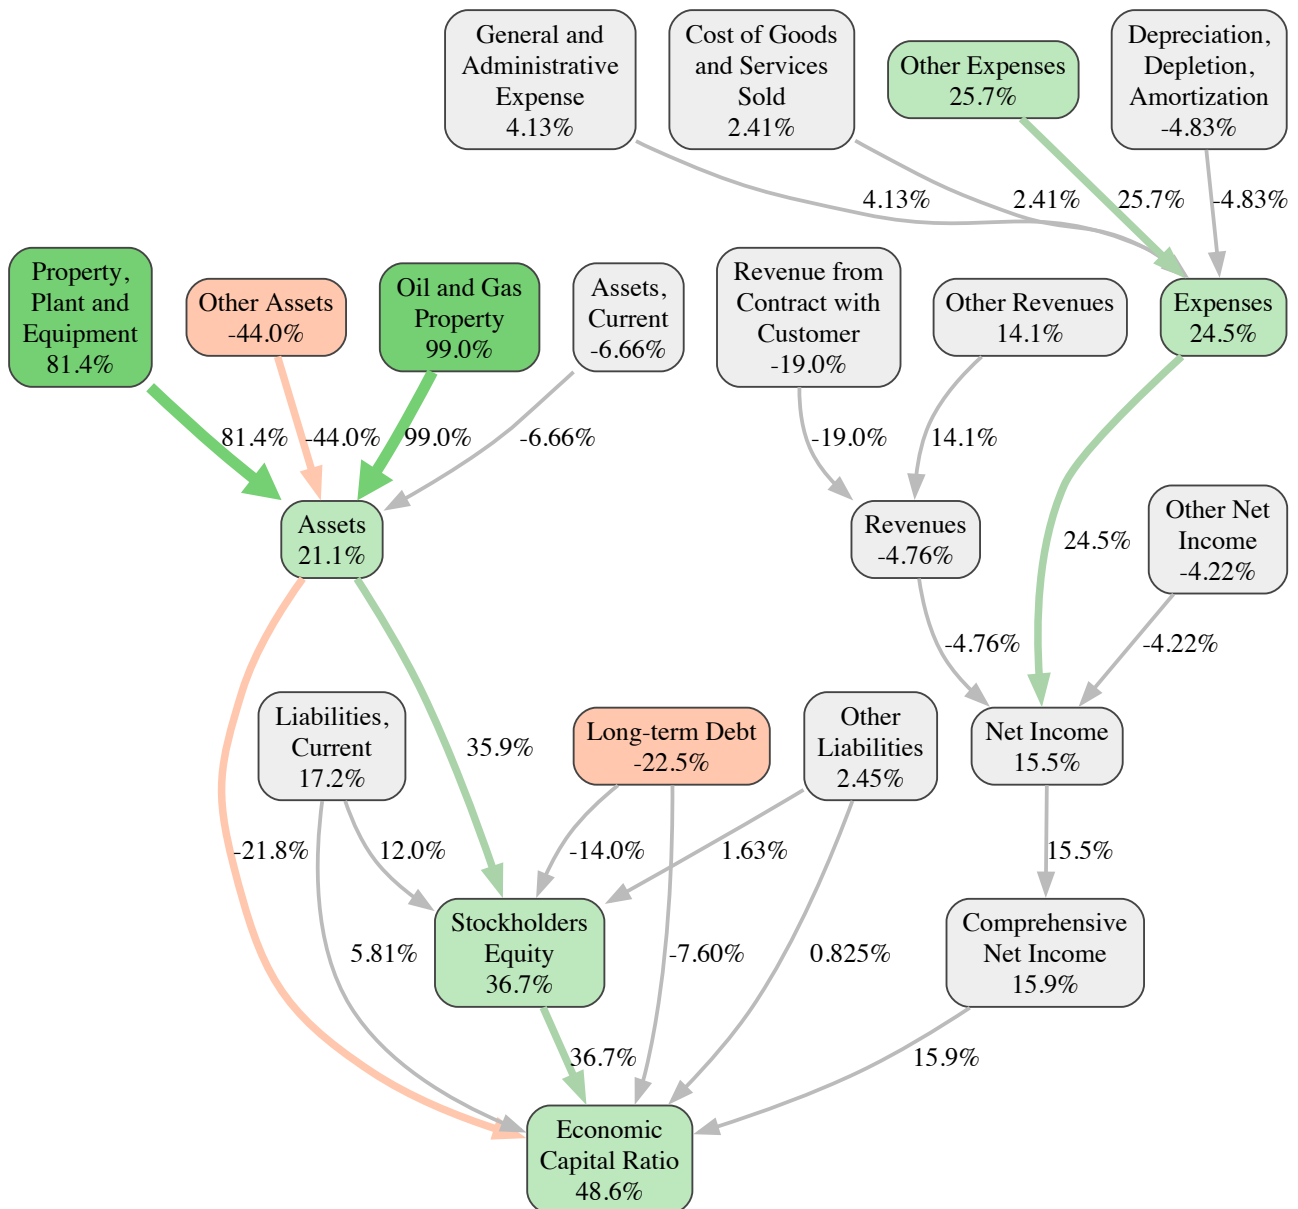 General and
Administrative
Expense
4.13%
Cost of Goods
and Services
Sold
2.41%
Other Expenses
25.7%
Depreciation,
Depletion,
Amortization
-4.83%
4.13%
2.41%
25.7%
-4.83%
Property,
Plant and
Equipment
81.4%
Other Assets
-44.0%
Oil and Gas
Property
99.0%
Assets,
Current
-6.66%
Revenue from
Contract with
Customer
-19.0%
Other Revenues
14.1%
Expenses
24.5%
81.4%
-44.0%
99.0%
-6.66%
-19.0%
14.1%
Assets
21.1%
Revenues
-4.76%
24.5%
Other Net
Income
-4.22%
-4.76%
-4.22%
Liabilities,
Current
17.2%
35.9%
Long-term Debt
-22.5%
Other
Liabilities
2.45%
Net Income
15.5%
-21.8%
12.0%
-14.0%
1.63%
15.5%
5.81%
Stockholders
Equity
36.7%
-7.60%
0.825%
Comprehensive
Net Income
15.9%
36.7%
15.9%
Economic
Capital Ratio
48.6%